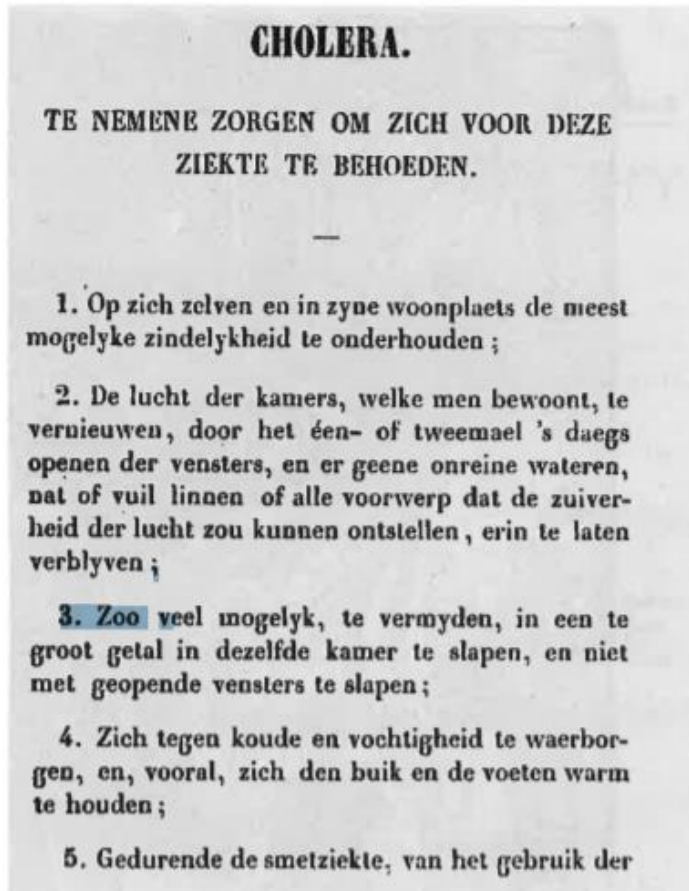 CHOLERA.
TE NEMENE ZORGEN OM ZICH VOOR DEZE
ZIEKTE TE BEHOEDEN.
1. Op zich zelven en in zyne woonplaets de meest
mogelyke zindelykheid te onderhouden ;
2. De lucht der kamers, welke men bewoont, te
vernieuwen, door het éen- of tweemael 's daegs
openen der vensters, en er geene onreine wateren,
nat of vuil linnen of alle voorwerp dat de zuiver-
heid der lucht zou kunnen ontstellen, erin te laten
verblyven ;
3. Zoo veel mogelyk, te vermyden, in een te
groot getal in dezelfde kamer te slapen, en niet
met geopende vensters te slapen ;
4. Zich tegen koude en vochtigheid te waerbor-
gen, en, vooral, zich den buik en de voeten warm
te houden ;
5. Gedurende de smetziekte, van het gebruik der